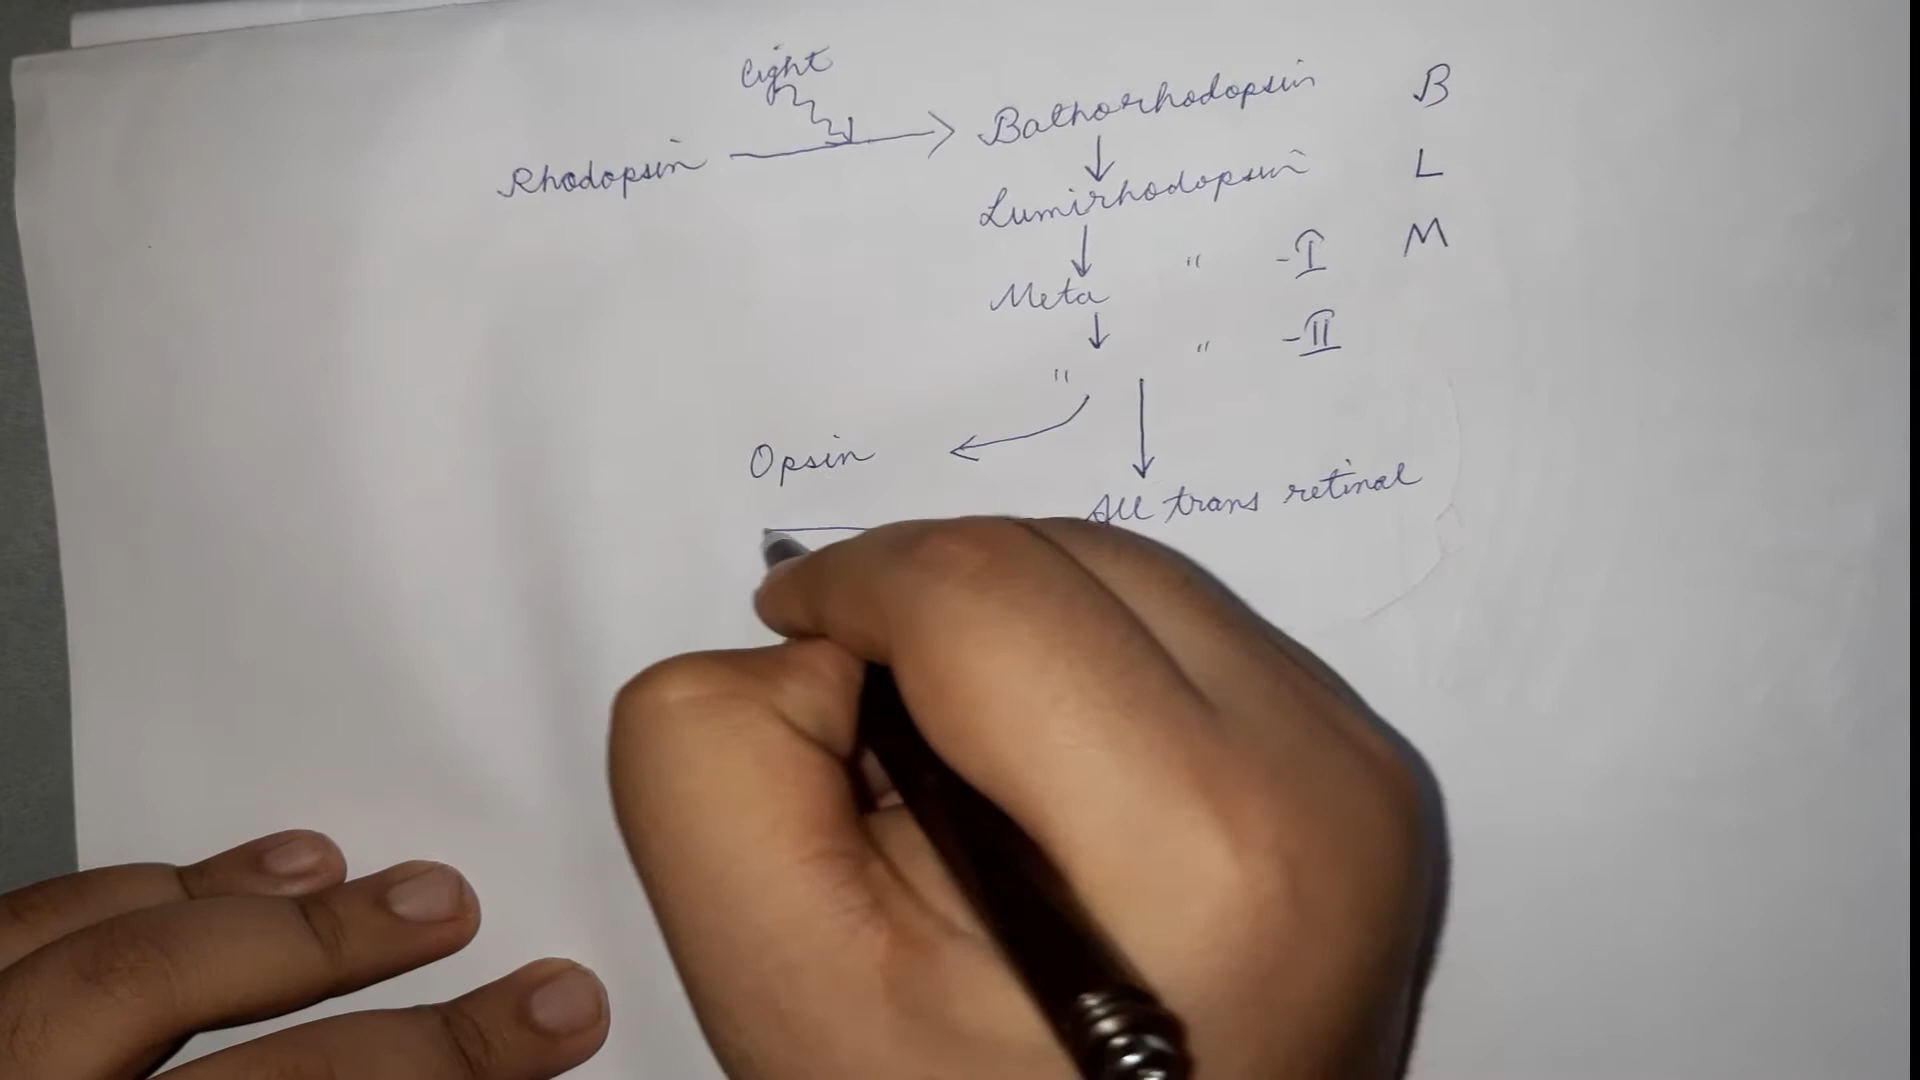 Light
Rhodopsin → Bathorhodopsin B
↓
Lumirhodopsin L
↓
Meta " -I M
↓
" " -II
Opsin ← ↓
All trans retinal